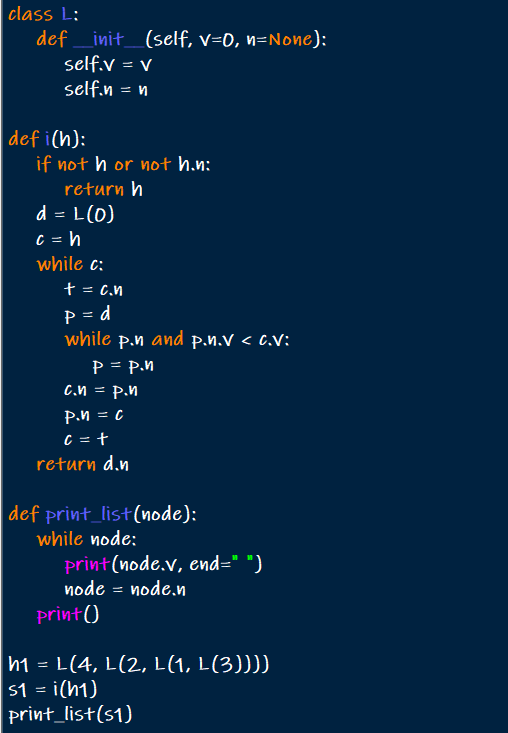 class L:
    def __init__(self, v=0, n=None):
        self.v = v
        self.n = n

def i(h):
    if not h or not h.n:
        return h
    d = L(0)
    c = h
    while c:
        t = c.n
        p = d
        while p.n and p.n.v < c.v:
            p = p.n
        c.n = p.n
        p.n = c
        c = t
    return d.n

def print_list(node):
    while node:
        print(node.v, end=" ")
        node = node.n
    print()

h1 = L(4, L(2, L(1, L(3))))
s1 = i(h1)
print_list(s1)